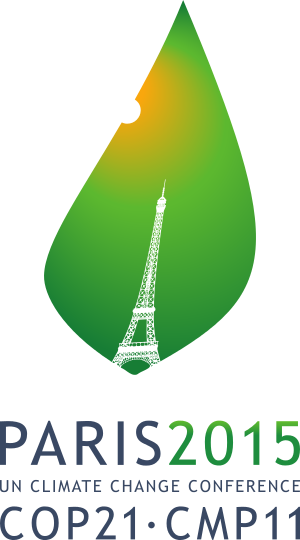 PARIS2015
UN CLIMATE CHANGE CONFERENCE
COP21·CMP11